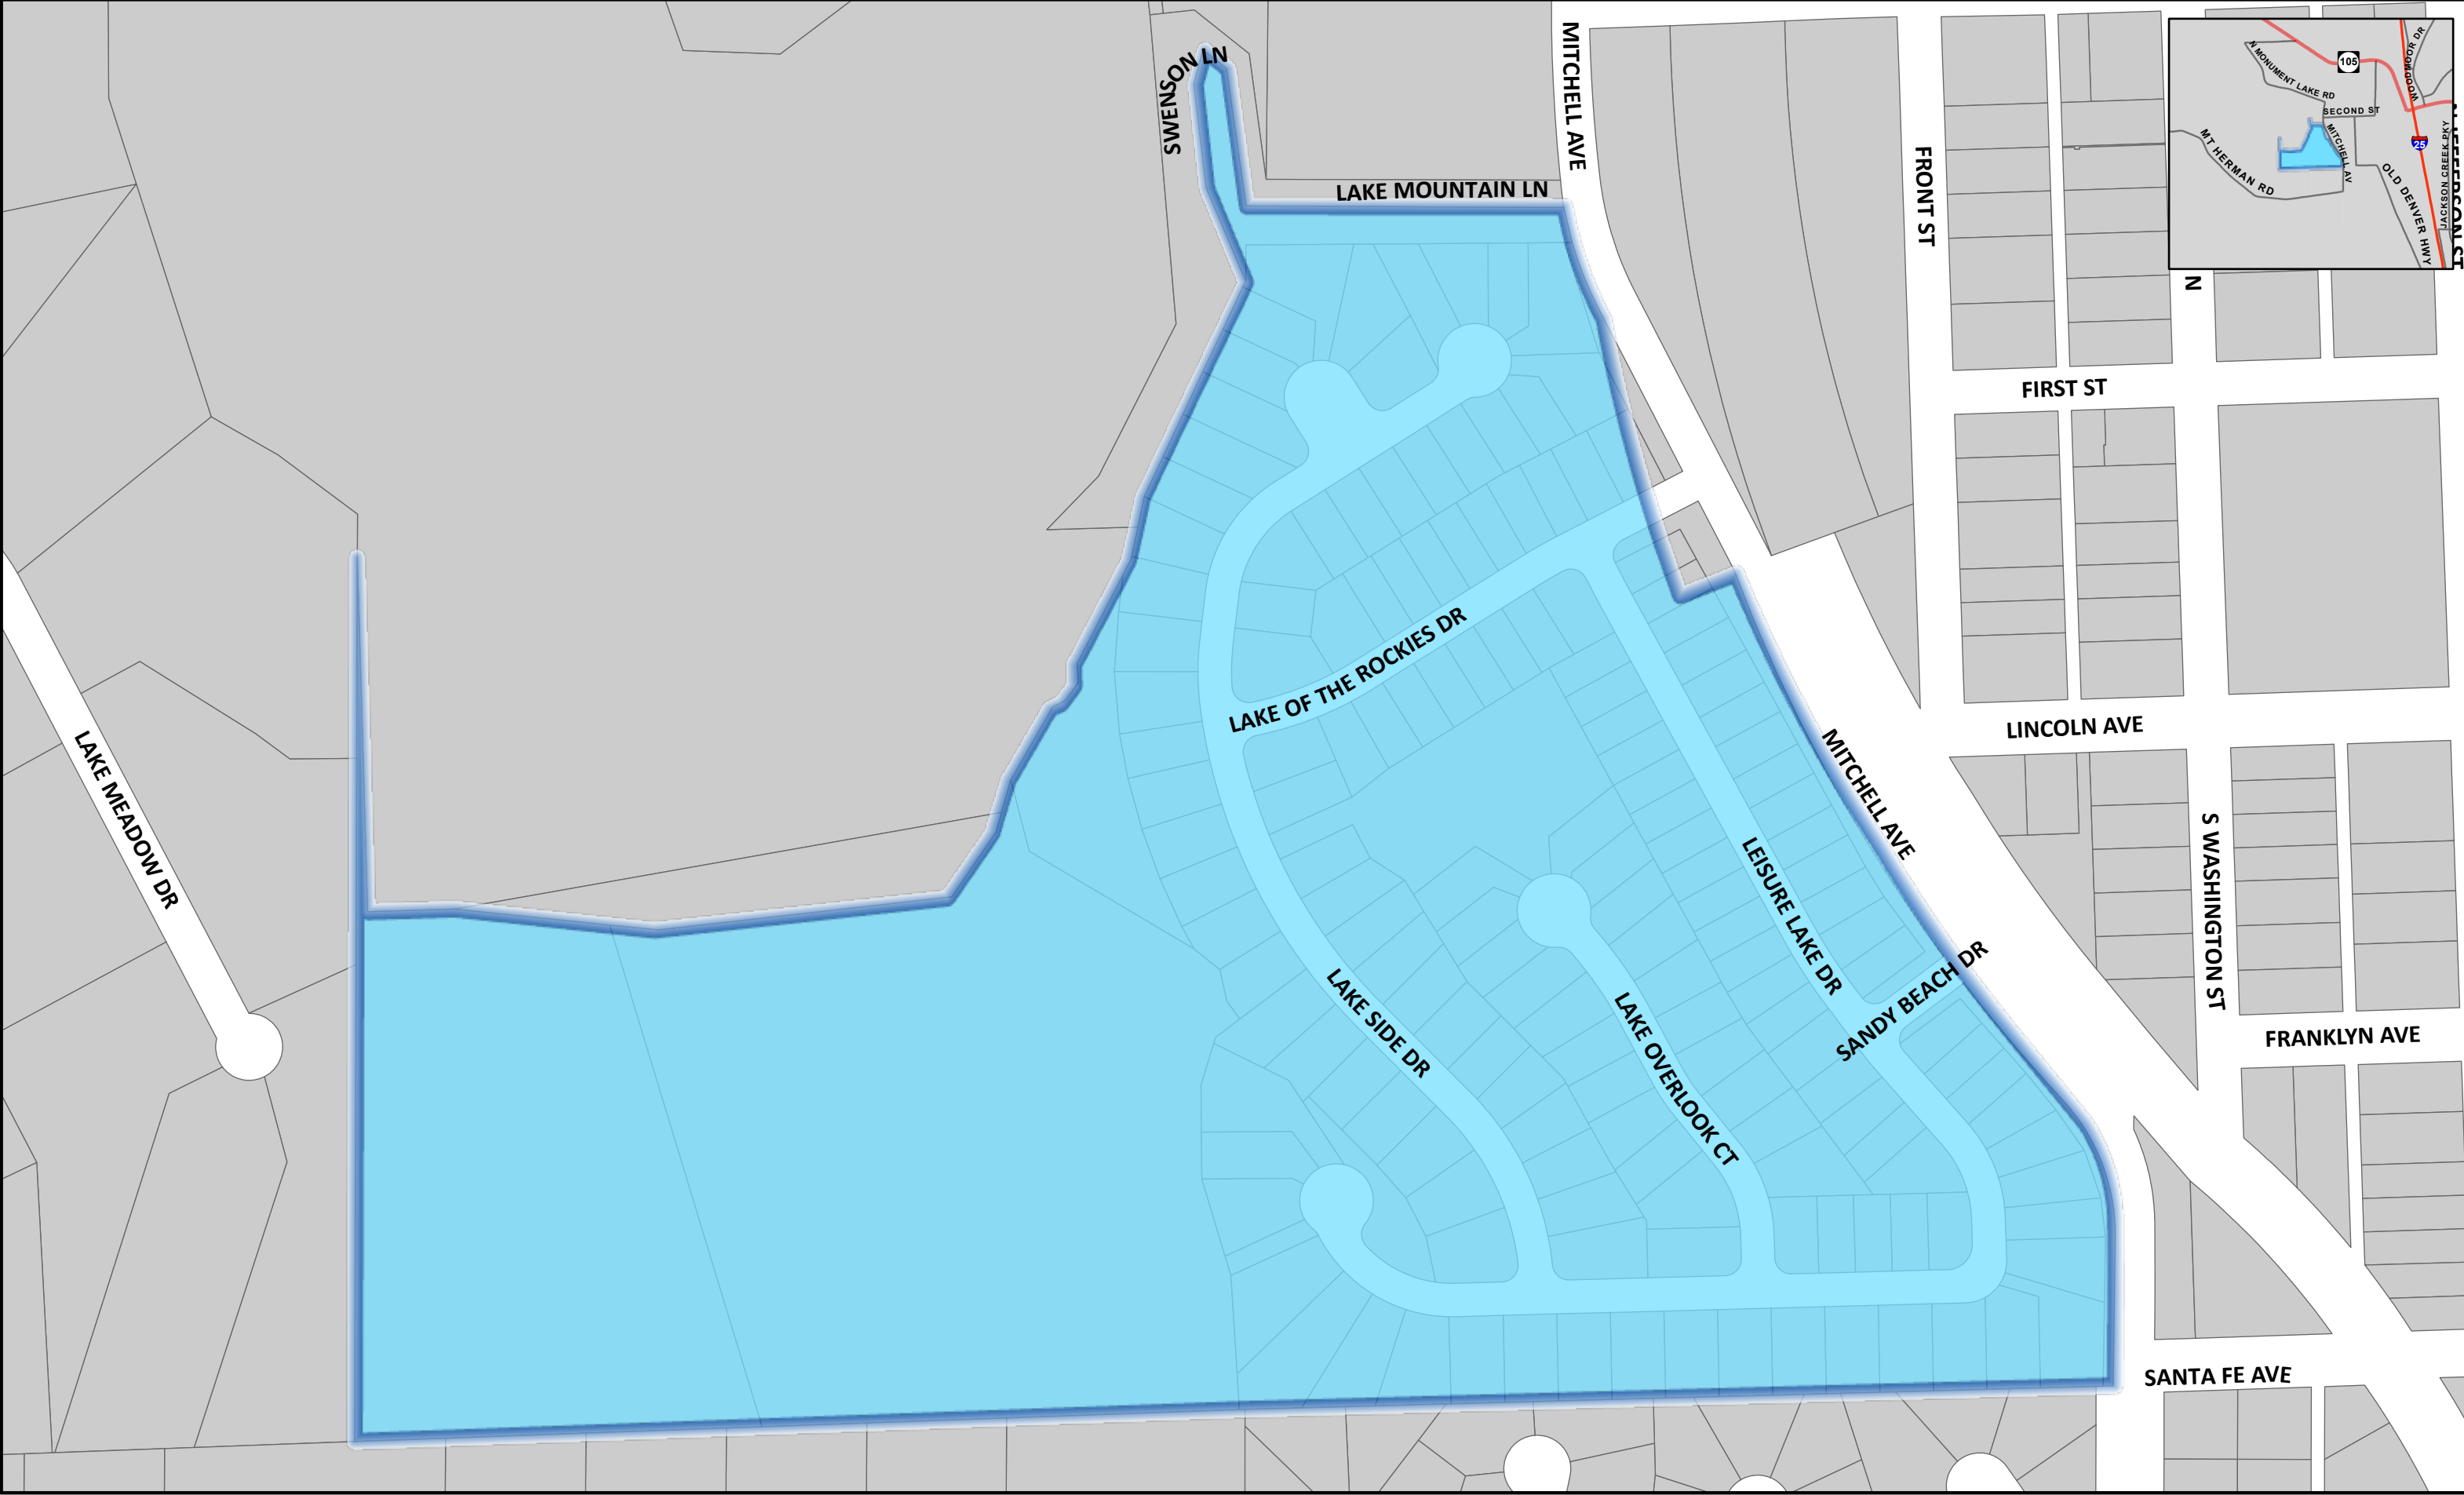 SWENSON LN
MITCHELL AVE
LAKE MOUNTAIN LN
FRONT ST
N MONUMENT LAKE RD
105
WOODMOOR DR
SECOND ST
MT HERMAN RD
MITCHELL AV
25
OLD DENVER HWY
JACKSON CREEK PKY
N
FIRST ST
LAKE OF THE ROCKIES DR
LINCOLN AVE
MITCHELL AVE
LAKE MEADOW DR
LEISURE LAKE DR
S WASHINGTON ST
SANDY BEACH DR
LAKE SIDE DR
LAKE OVERLOOK CT
FRANKLYN AVE
SANTA FE AVE